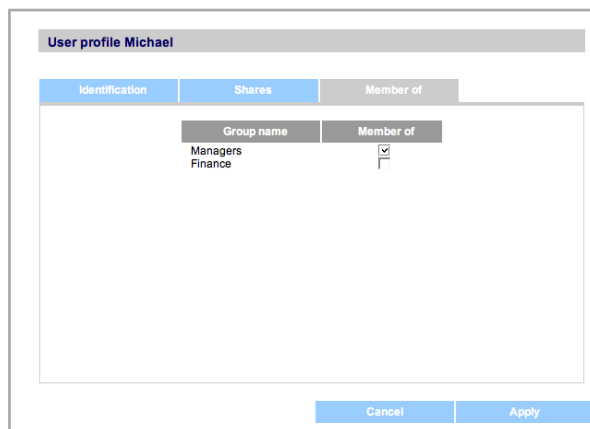 User profile Michael
Identification Shares Member of
Group name Member of
Managers
Finance
Cancel Apply